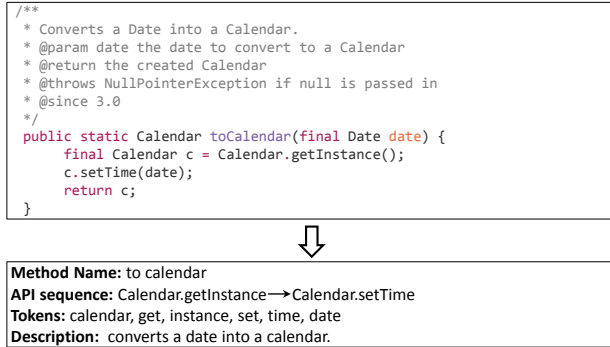 /**
 * Converts a Date into a Calendar.
 * @param date the date to convert to a Calendar
 * @return the created Calendar
 * @throws NullPointerException if null is passed in
 * @since 3.0
 */
public static Calendar toCalendar(final Date date) {
    final Calendar c = Calendar.getInstance();
    c.setTime(date);
    return c;
}
Method Name: to calendar
API sequence: Calendar.getInstance→Calendar.setTime
Tokens: calendar, get, instance, set, time, date
Description: converts a date into a calendar.